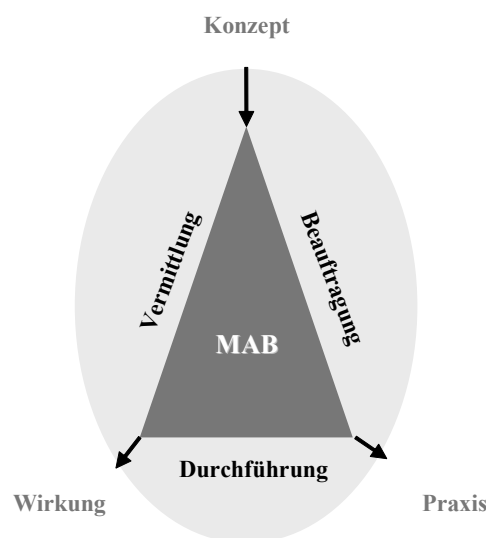 Konzept
Vermittlung
Beauftragung
MAB
Durchführung
Wirkung
Praxis